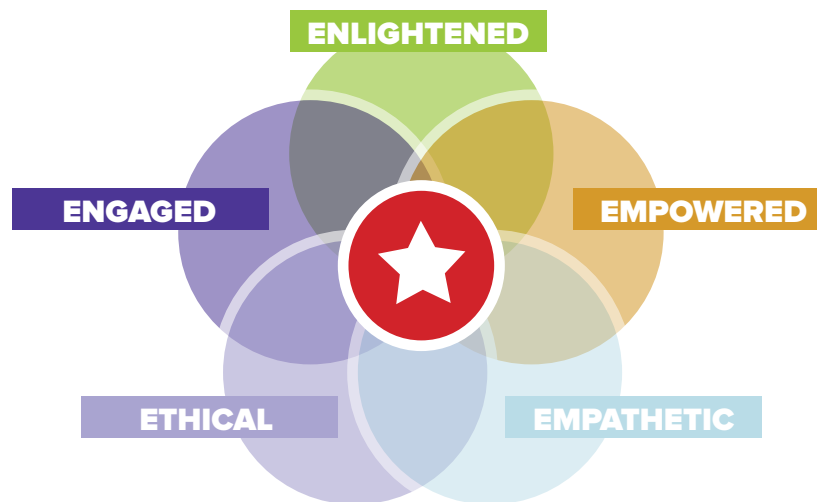 ENLIGHTENED
ENGAGED
EMPOWERED
ETHICAL
EMPATHETIC